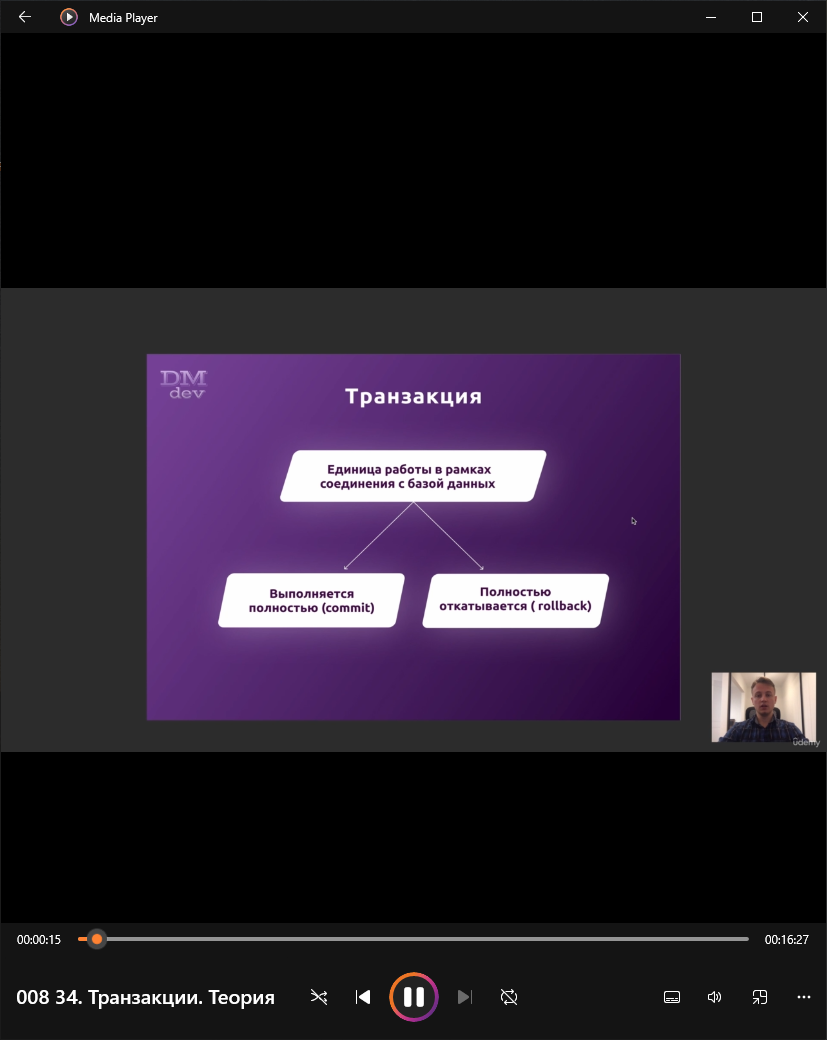 Media Player
DM
dev
Транзакция
Единица работы в рамках
соединения с базой данных
Выполняется
полностью (commit)
Полностью
откатывается ( rollback)
ûdemy
00:00:15
00:16:27
008 34. Транзакции. Теория